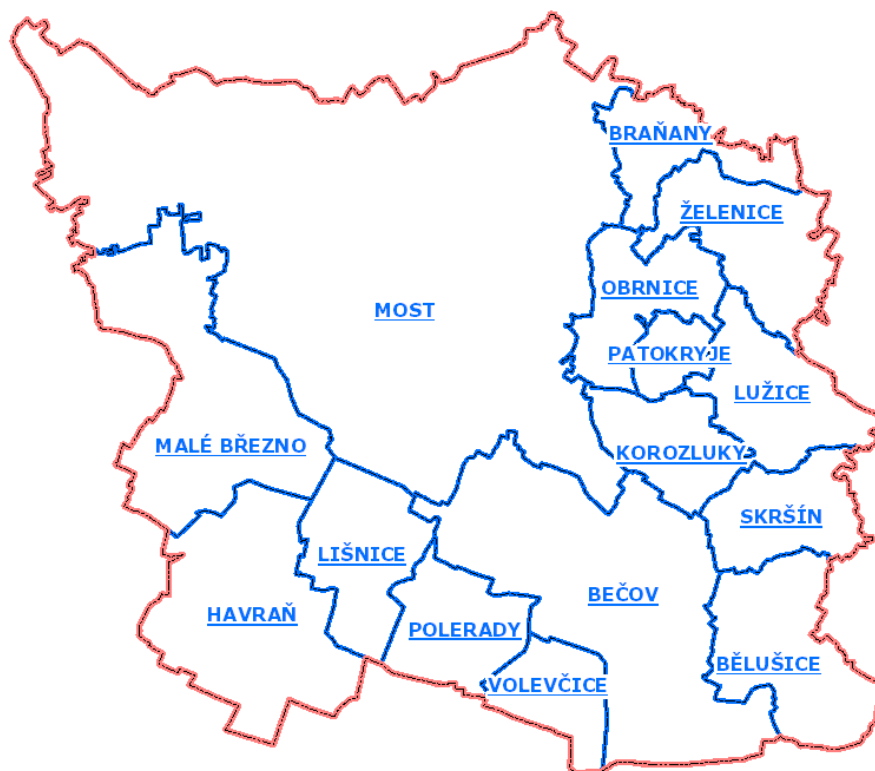 BRAŇANY
ŽELENICE
OBRNICE
MOST
PATOKRYJE
LUŽICE
MALÉ BŘEZNO
KOROZLUKY
SKRŠÍN
LIŠNICE
BEČOV
HAVRAŇ
POLERADY
BĚLUŠICE
VOLEVČICE